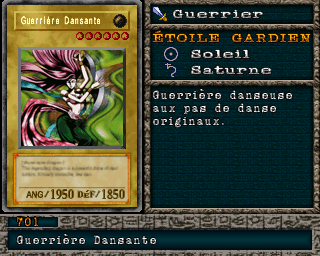 Guerrière Dansante
ANG/1950 DéF/1850
Guerrier
ÉTOILE GARDIEN
Soleil
Saturne
Guerrière danseuse
aux pas de danse
originaux.
701
Guerrière Dansante